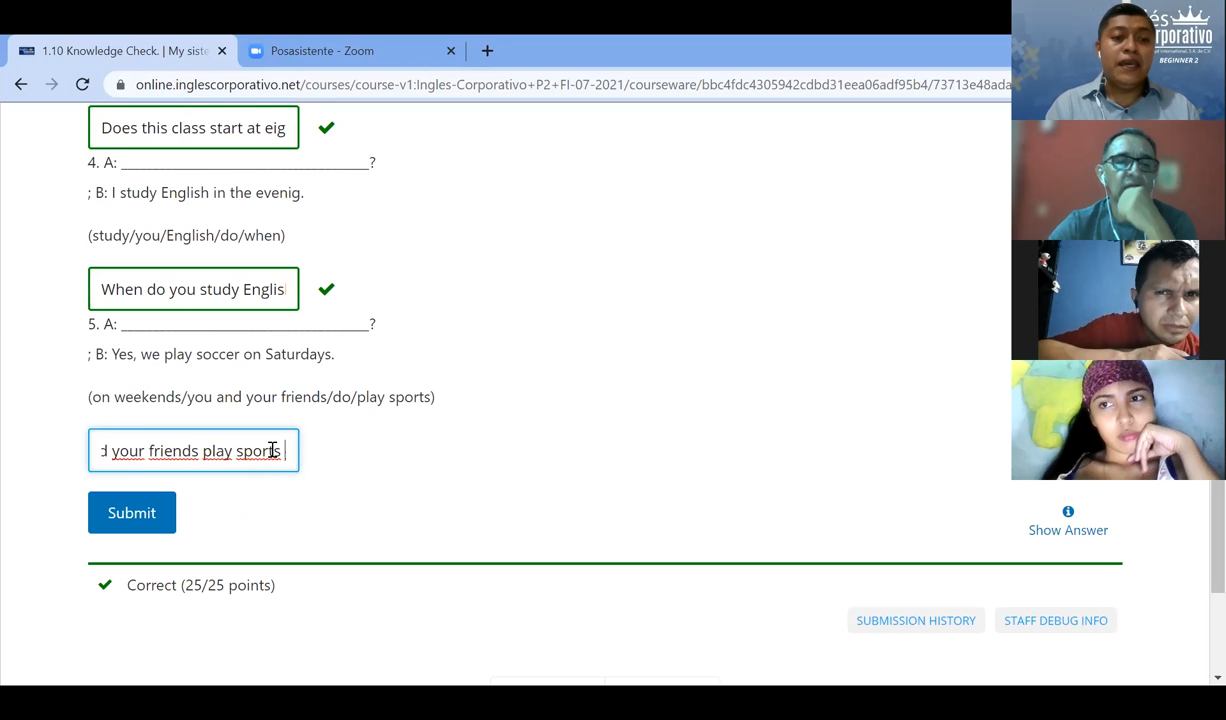 1.10 Knowledge Check. | My siste
Posasistente - Zoom
online.inglescorporativo.net/courses/course-v1:Ingles-Corporativo+P2+FI-07-2021/courseware/bbc4fdc4305942cdbd31eea06adf95b4/73713e48ada
Does this class start at eig
4. A: ________________________________?
; B: I study English in the evenig.
(study/you/English/do/when)
When do you study Englis
5. A: ________________________________?
; B: Yes, we play soccer on Saturdays.
(on weekends/you and your friends/do/play sports)
d your friends play sports
Submit
Show Answer
Correct (25/25 points)
SUBMISSION HISTORY
STAFF DEBUG INFO
és
rporativo
BEGINNER 2